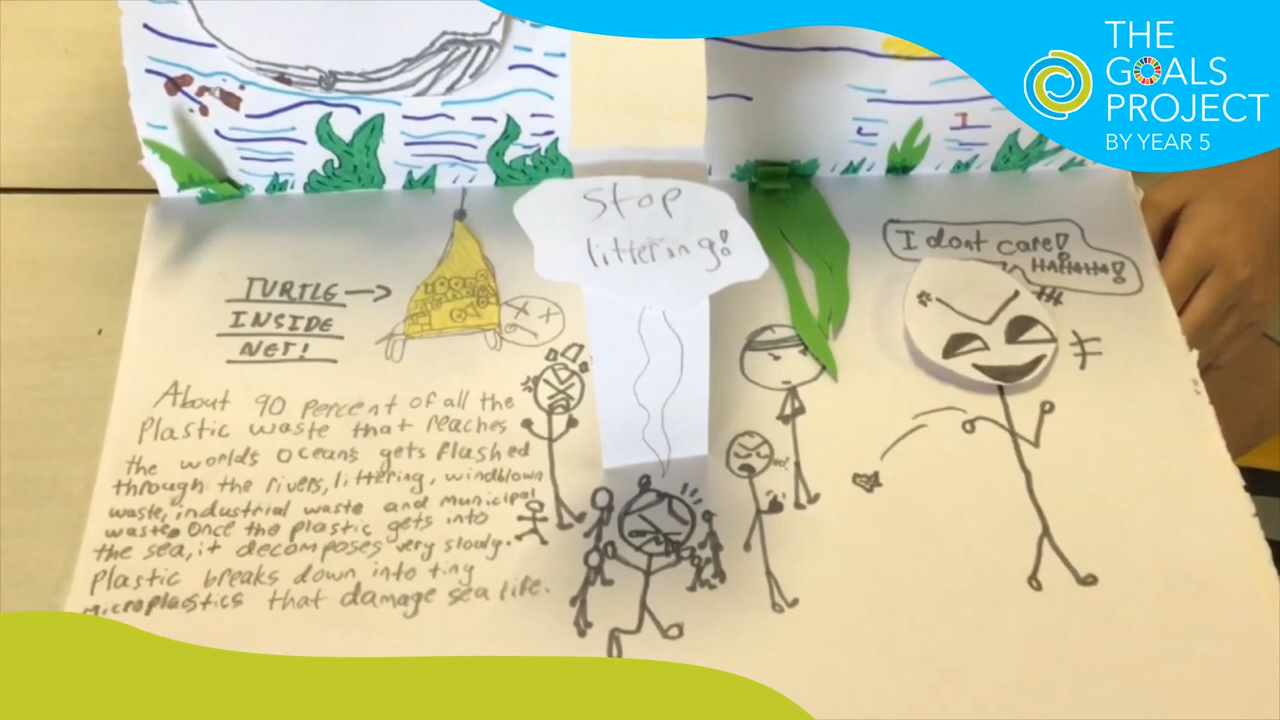 THE
GOALS
PROJECT
BY YEAR 5
Stop
littering!
I dont care!
HAHAHA!
TURTLE
INSIDE
NET!
About 90 percent of all the
Plastic waste that reaches
the worlds oceans gets flashed
through the rivers, littering, windblown
waste, industrial waste and municipal
waste. Once the plastic gets into
the sea, it decomposes very slowly.
Plastic breaks down into tiny
microplastics that damage sea life.